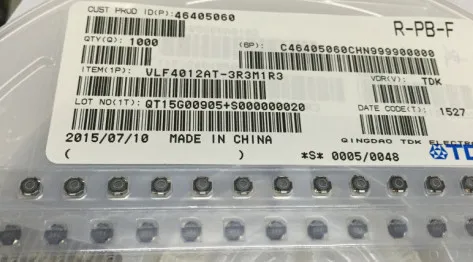 CUST PROD ID(P):46405060
R-PB-F
QTY(Q): 1000
(6P): C46405060CHN999900000
ITEM(1P): VLF4012AT-3R3M1R3
VDR(V): TDK
LOT NO(1T): QT15G00905+S000000020
DATE CODE(T): 1527
2015/07/10 MADE IN CHINA
QINGDAO TDK
( ) *S* 0005/0048